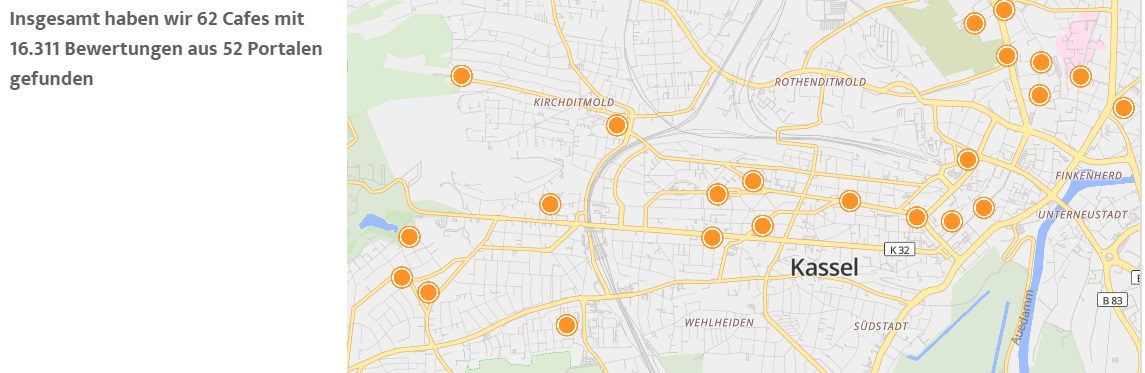 Insgesamt haben wir 62 Cafes mit
16.311 Bewertungen aus 52 Portalen
gefunden
ROTHENDITMOLD
KIRCHDITMOLD
FINKENHERD
UNTERNEUSTADT
K 32
Kassel
B 83
WEHLHEIDEN
SÜDSTADT
Auedamm